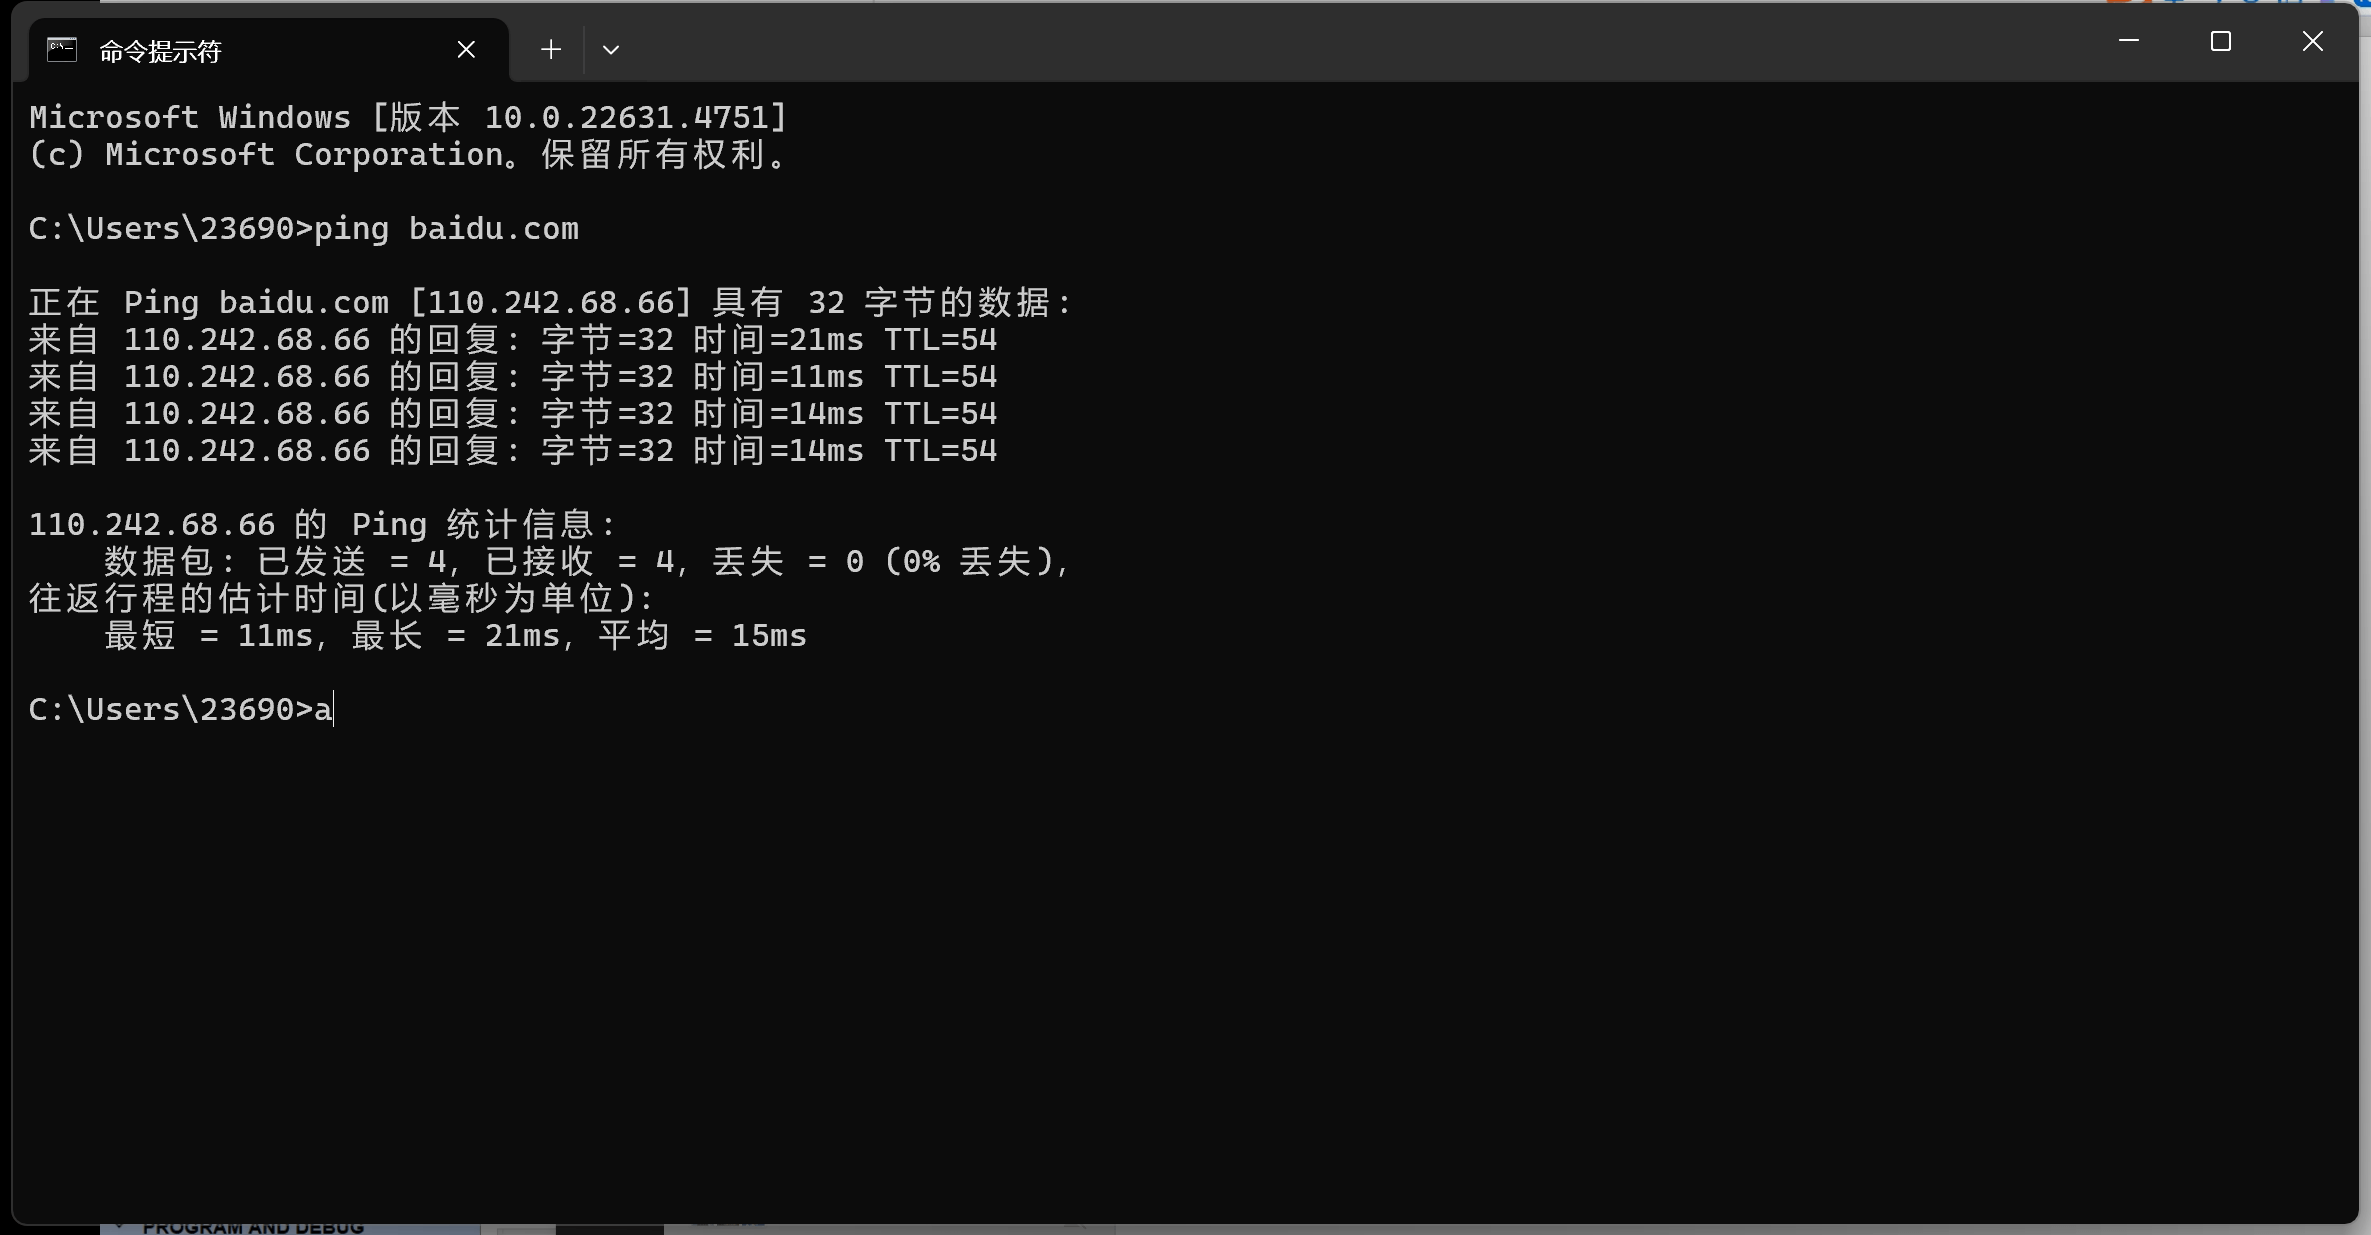 命令提示符
Microsoft Windows [版本 10.0.22631.4751]
(c) Microsoft Corporation。保留所有权利。
C:\Users\23690>ping baidu.com
正在 Ping baidu.com [110.242.68.66] 具有 32 字节的数据:
来自 110.242.68.66 的回复: 字节=32 时间=21ms TTL=54
来自 110.242.68.66 的回复: 字节=32 时间=11ms TTL=54
来自 110.242.68.66 的回复: 字节=32 时间=14ms TTL=54
来自 110.242.68.66 的回复: 字节=32 时间=14ms TTL=54
110.242.68.66 的 Ping 统计信息:
    数据包: 已发送 = 4, 已接收 = 4, 丢失 = 0 (0% 丢失),
往返行程的估计时间(以毫秒为单位):
    最短 = 11ms, 最长 = 21ms, 平均 = 15ms
C:\Users\23690>a
PROGRAM AND DEBUG